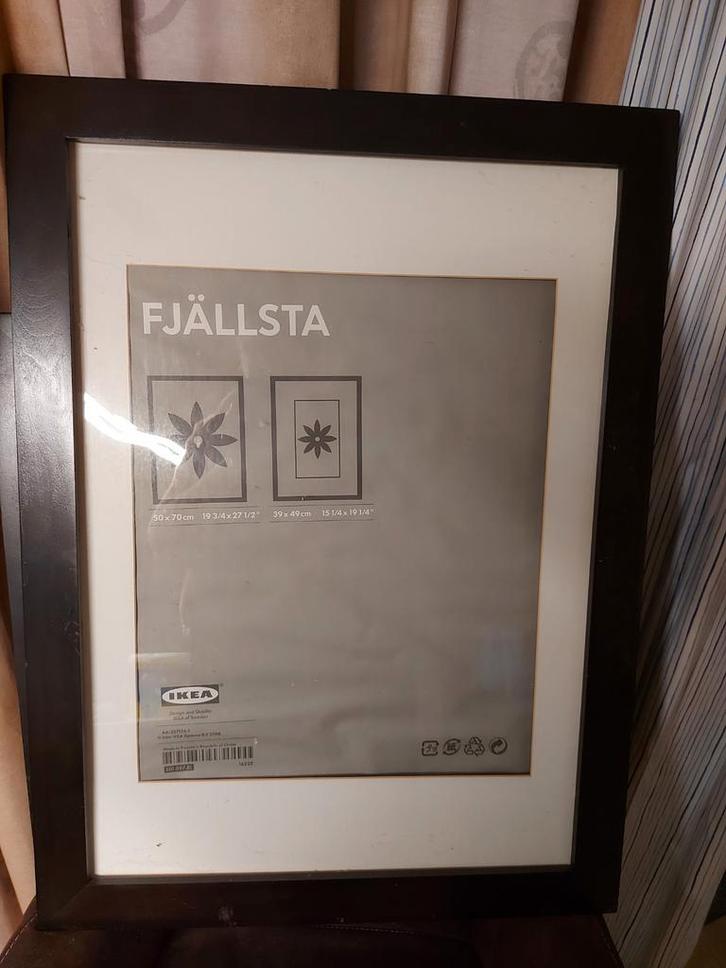 FJÄLLSTA
50 x 70 cm 19 3/4 x 27 1/2" 39 x 49 cm 15 1/4 x 19 1/4"
IKEA
Design and Quality
IKEA of Sweden
16225